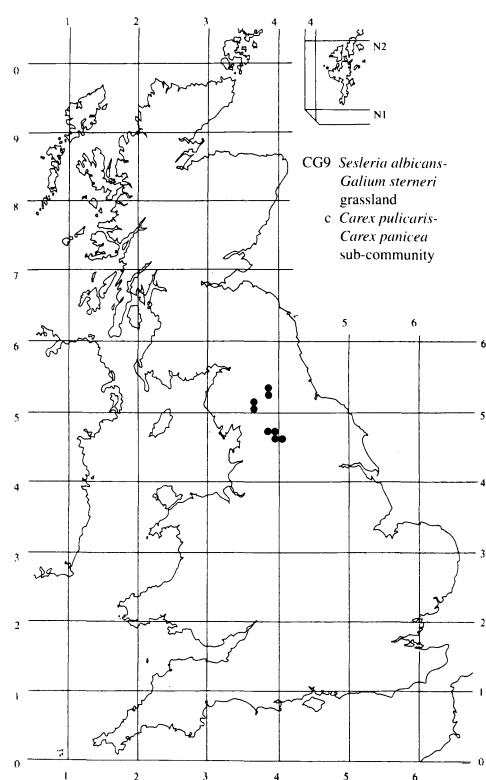 2 3 4
4
0
N2
9
N1
CG9 Sesleria albicans-
Galium sterneri
grassland
8
c Carex pulicaris-
Carex panicea
sub-community
7
5 6
6 6
5 5
4 4
3 3
2 2
1 1
0 0
1 2 3 4 5 6